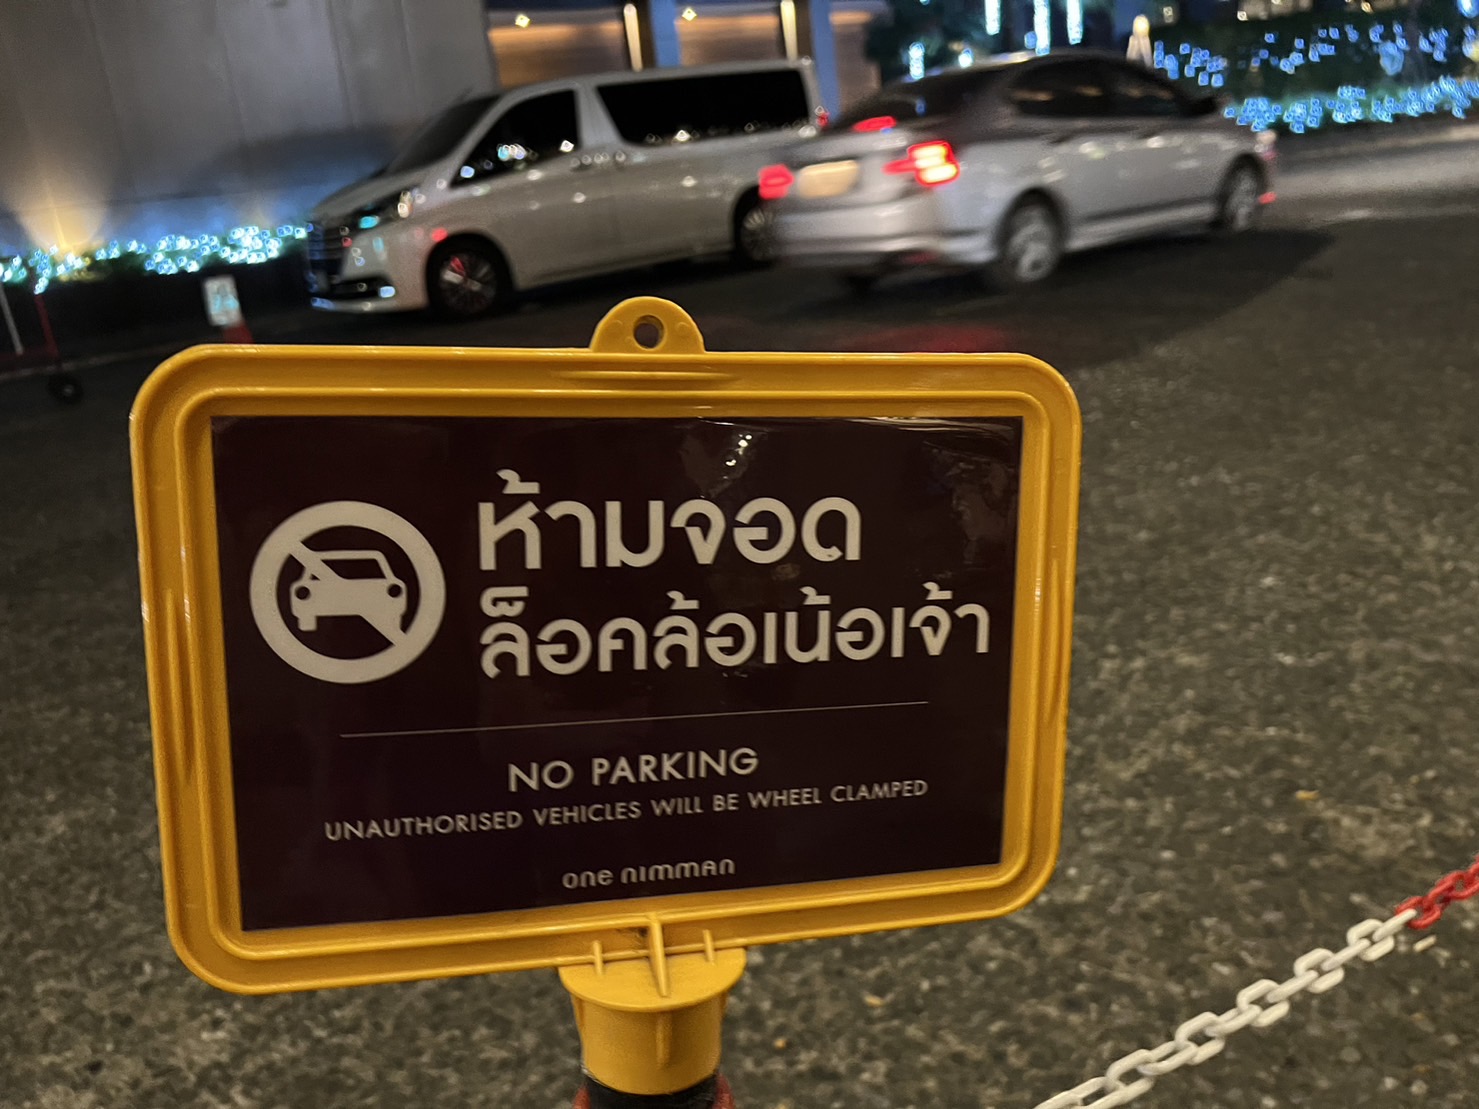 ห้ามจอด
ล็อคล้อเน้อเจ้า
NO PARKING
UNAUTHORISED VEHICLES WILL BE WHEEL CLAMPED
one nimman